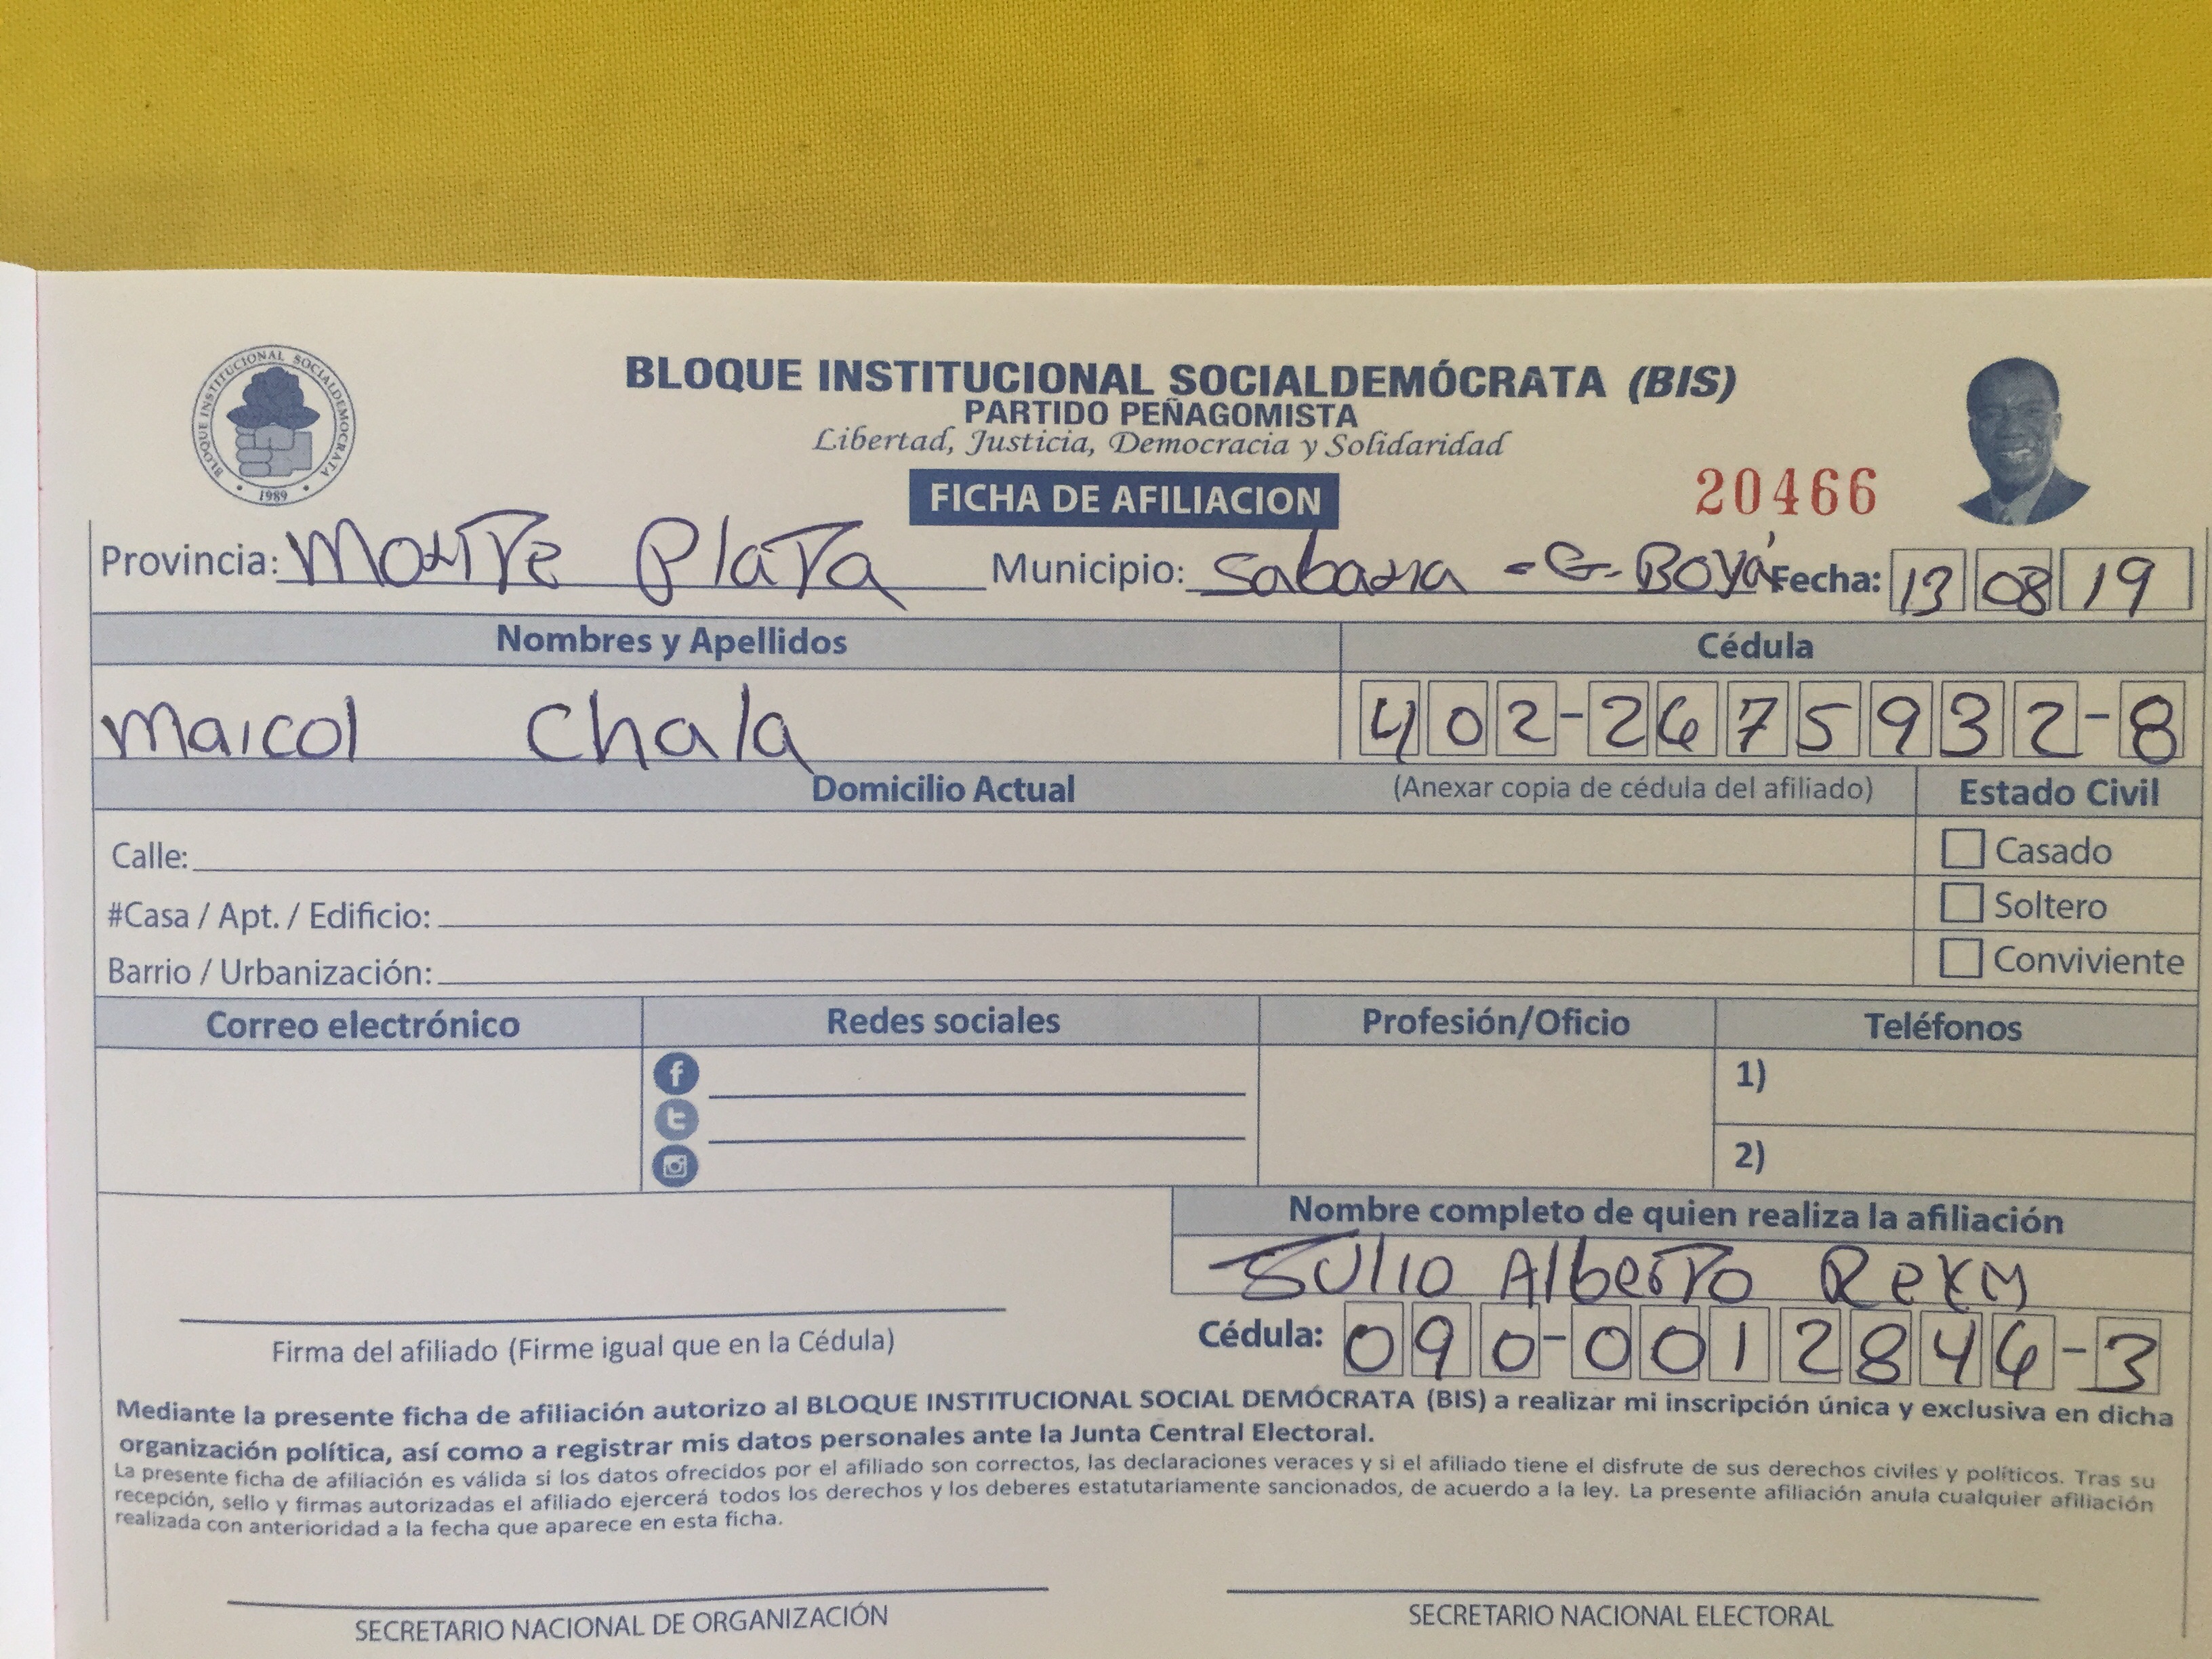 BLOQUE INSTITUCIONAL SOCIALDEMOCRATA
1989
BLOQUE INSTITUCIONAL SOCIALDEMÓCRATA (BIS)
PARTIDO PEÑAGOMISTA
Libertad, Justicia, Democracia y Solidaridad
FICHA DE AFILIACION
20466
Provincia: Monte Plata Municipio: Sabana - G. Boyá Fecha: 13 08 19
Nombres y Apellidos Cédula
Maicol Chala 402-2675932-8
Domicilio Actual (Anexar copia de cédula del afiliado) Estado Civil
Calle: Casado
#Casa / Apt. / Edificio: Soltero
Barrio / Urbanización: Conviviente
Correo electrónico Redes sociales Profesión/Oficio Teléfonos
1)
2)
Nombre completo de quien realiza la afiliación
Julio Alberto
Cédula: 090-0012846-3
Firma del afiliado (Firme igual que en la Cédula)
Mediante la presente ficha de afiliación autorizo al BLOQUE INSTITUCIONAL SOCIAL DEMÓCRATA (BIS) a realizar mi inscripción única y exclusiva en dicha
organización política, así como a registrar mis datos personales ante la Junta Central Electoral.
La presente ficha de afiliación es válida si los datos ofrecidos por el afiliado son correctos, las declaraciones veraces y si el afiliado tiene el disfrute de sus derechos civiles y políticos. Tras su
recepción, sello y firmas autorizadas el afiliado ejercerá todos los derechos y los deberes estatutariamente sancionados, de acuerdo a la ley. La presente afiliación anula cualquier afiliación
realizada con anterioridad a la fecha que aparece en esta ficha.
SECRETARIO NACIONAL DE ORGANIZACIÓN SECRETARIO NACIONAL ELECTORAL